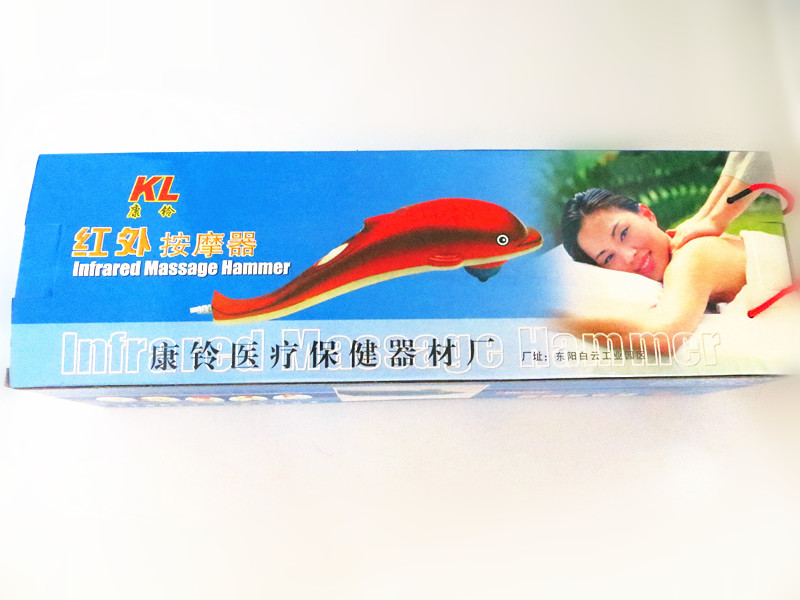 KL
康 铃
红外按摩器
Infrared Massage Hammer
Infrared Massage Hammer
康铃医疗保健器材厂
厂址：东阳白云工业园区